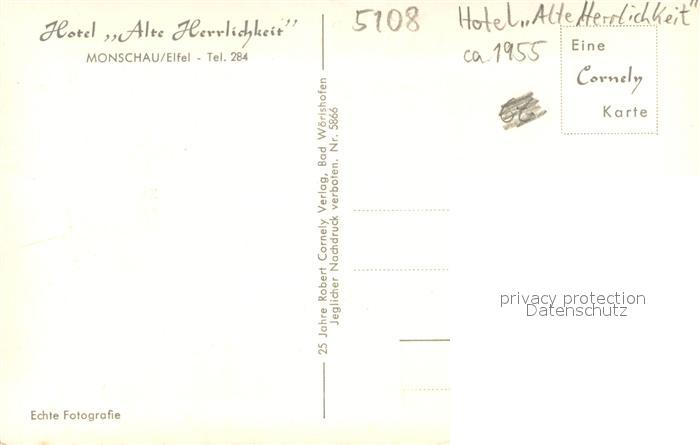 Hotel „Alte Herrlichkeit"
MONSCHAU/Eifel - Tel. 284
5108
Hotel „Alte Herrlichkeit"
ca. 1955
Eine
Cornely
Karte
25 Jahre Robert Cornely Verlag, Bad Wörishofen
Jeglicher Nachdruck verboten. Nr. 5866
privacy protection
Datenschutz
Echte Fotografie